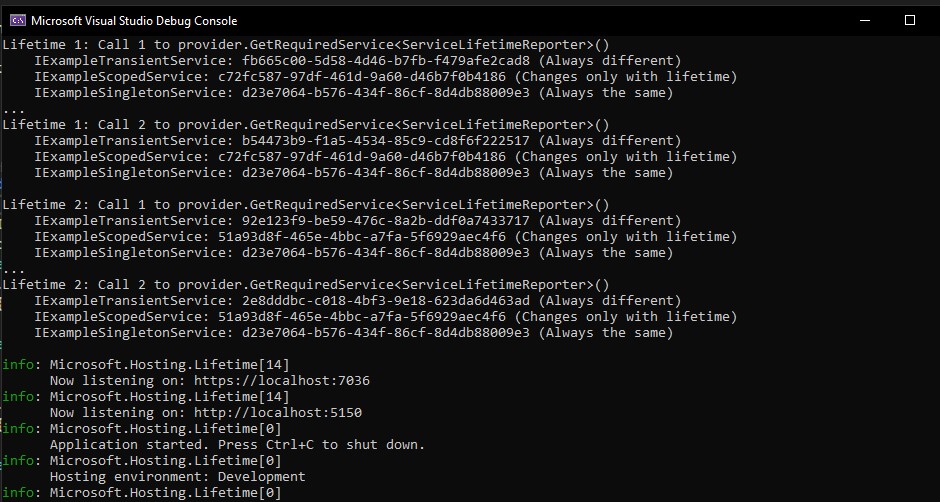 Microsoft Visual Studio Debug Console
Lifetime 1: Call 1 to provider.GetRequiredService<ServiceLifetimeReporter>()
    IExampleTransientService: fb665c00-5d58-4d46-b7fb-f479afe2cad8 (Always different)
    IExampleScopedService: c72fc587-97df-461d-9a60-d46b7f0b4186 (Changes only with lifetime)
    IExampleSingletonService: d23e7064-b576-434f-86cf-8d4db88009e3 (Always the same)
...
Lifetime 1: Call 2 to provider.GetRequiredService<ServiceLifetimeReporter>()
    IExampleTransientService: b54473b9-f1a5-4534-85c9-cd8f6f222517 (Always different)
    IExampleScopedService: c72fc587-97df-461d-9a60-d46b7f0b4186 (Changes only with lifetime)
    IExampleSingletonService: d23e7064-b576-434f-86cf-8d4db88009e3 (Always the same)
Lifetime 2: Call 1 to provider.GetRequiredService<ServiceLifetimeReporter>()
    IExampleTransientService: 92e123f9-be59-476c-8a2b-ddf0a7433717 (Always different)
    IExampleScopedService: 51a93d8f-465e-4bbc-a7fa-5f6929aec4f6 (Changes only with lifetime)
    IExampleSingletonService: d23e7064-b576-434f-86cf-8d4db88009e3 (Always the same)
...
Lifetime 2: Call 2 to provider.GetRequiredService<ServiceLifetimeReporter>()
    IExampleTransientService: 2e8dddbc-c018-4bf3-9e18-623da6d463ad (Always different)
    IExampleScopedService: 51a93d8f-465e-4bbc-a7fa-5f6929aec4f6 (Changes only with lifetime)
    IExampleSingletonService: d23e7064-b576-434f-86cf-8d4db88009e3 (Always the same)
info: Microsoft.Hosting.Lifetime[14]
      Now listening on: https://localhost:7036
info: Microsoft.Hosting.Lifetime[14]
      Now listening on: http://localhost:5150
info: Microsoft.Hosting.Lifetime[0]
      Application started. Press Ctrl+C to shut down.
info: Microsoft.Hosting.Lifetime[0]
      Hosting environment: Development
info: Microsoft.Hosting.Lifetime[0]